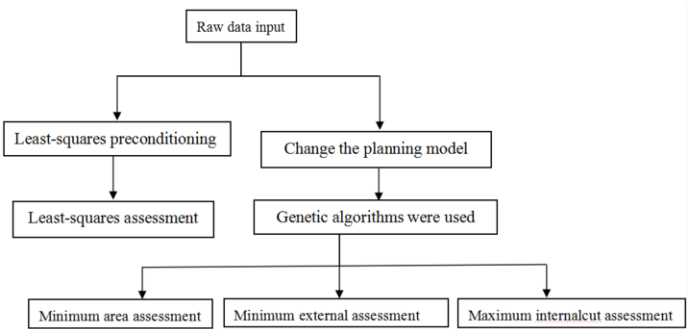 Raw data input
Least-squares preconditioning
Change the planning model
Least-squares assessment
Genetic algorithms were used
Minimum area assessment
Minimum external assessment
Maximum internalcut assessment